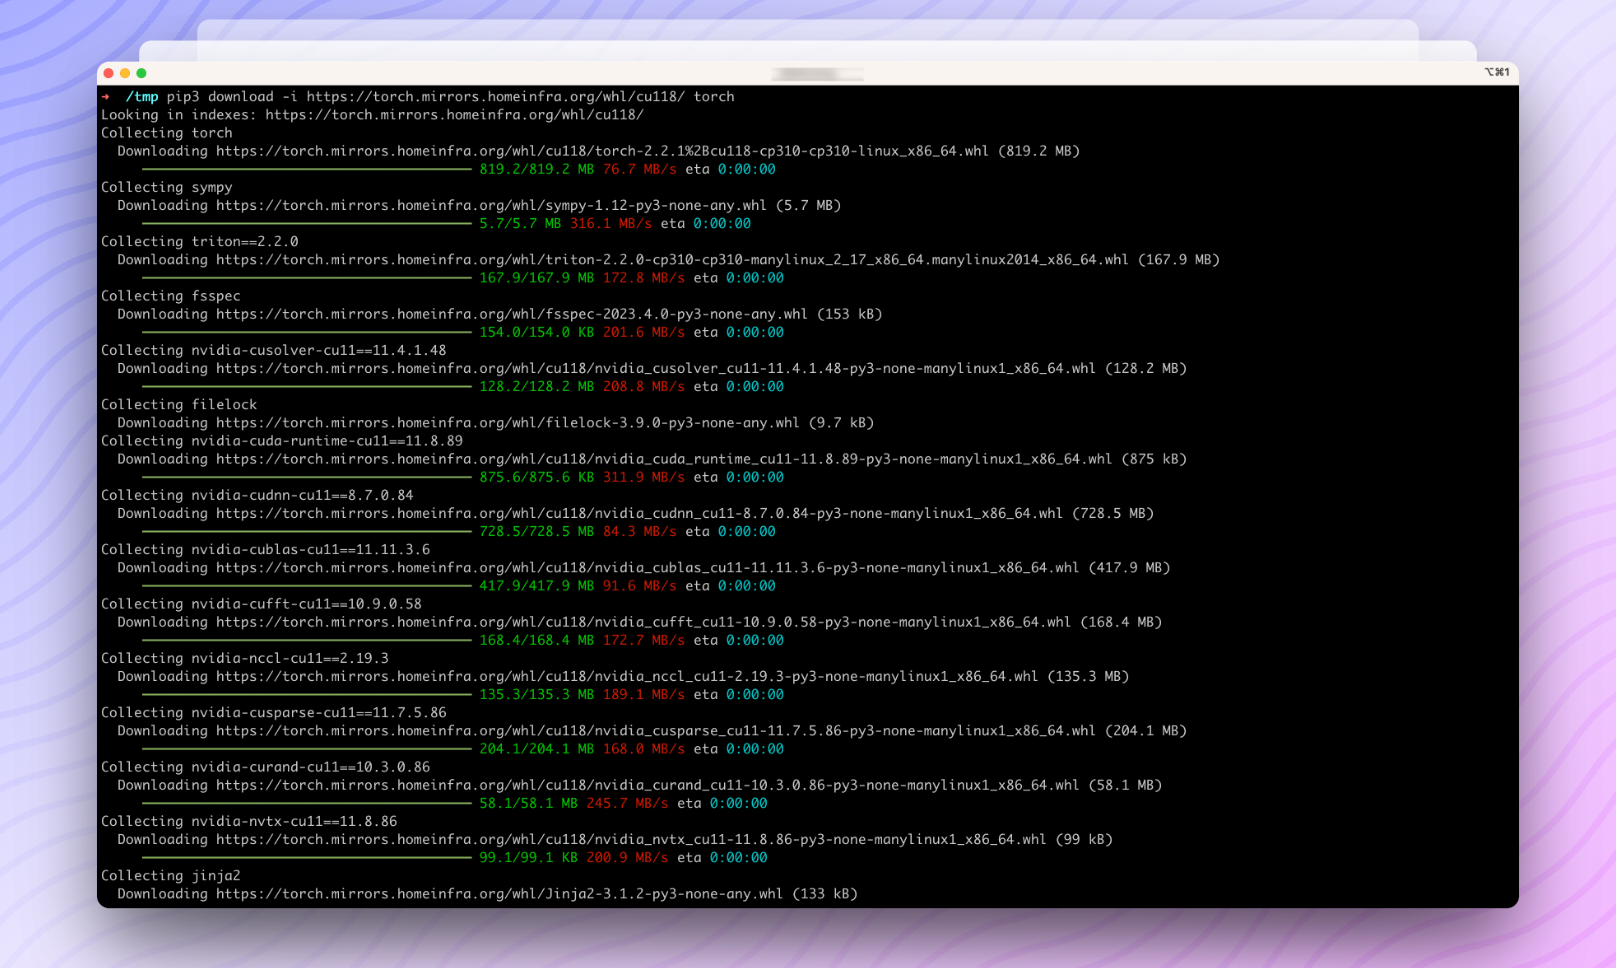 ⌥⌘1
→ /tmp pip3 download -i https://torch.mirrors.homeinfra.org/whl/cu118/ torch
Looking in indexes: https://torch.mirrors.homeinfra.org/whl/cu118/
Collecting torch
Downloading https://torch.mirrors.homeinfra.org/whl/cu118/torch-2.2.1%2Bcu118-cp310-cp310-linux_x86_64.whl (819.2 MB)
819.2/819.2 MB 76.7 MB/s eta 0:00:00
Collecting sympy
Downloading https://torch.mirrors.homeinfra.org/whl/sympy-1.12-py3-none-any.whl (5.7 MB)
5.7/5.7 MB 316.1 MB/s eta 0:00:00
Collecting triton==2.2.0
Downloading https://torch.mirrors.homeinfra.org/whl/triton-2.2.0-cp310-cp310-manylinux_2_17_x86_64.manylinux2014_x86_64.whl (167.9 MB)
167.9/167.9 MB 172.8 MB/s eta 0:00:00
Collecting fsspec
Downloading https://torch.mirrors.homeinfra.org/whl/fsspec-2023.4.0-py3-none-any.whl (153 kB)
154.0/154.0 KB 201.6 MB/s eta 0:00:00
Collecting nvidia-cusolver-cu11==11.4.1.48
Downloading https://torch.mirrors.homeinfra.org/whl/cu118/nvidia_cusolver_cu11-11.4.1.48-py3-none-manylinux1_x86_64.whl (128.2 MB)
128.2/128.2 MB 208.8 MB/s eta 0:00:00
Collecting filelock
Downloading https://torch.mirrors.homeinfra.org/whl/filelock-3.9.0-py3-none-any.whl (9.7 kB)
Collecting nvidia-cuda-runtime-cu11==11.8.89
Downloading https://torch.mirrors.homeinfra.org/whl/cu118/nvidia_cuda_runtime_cu11-11.8.89-py3-none-manylinux1_x86_64.whl (875 kB)
875.6/875.6 KB 311.9 MB/s eta 0:00:00
Collecting nvidia-cudnn-cu11==8.7.0.84
Downloading https://torch.mirrors.homeinfra.org/whl/cu118/nvidia_cudnn_cu11-8.7.0.84-py3-none-manylinux1_x86_64.whl (728.5 MB)
728.5/728.5 MB 84.3 MB/s eta 0:00:00
Collecting nvidia-cublas-cu11==11.11.3.6
Downloading https://torch.mirrors.homeinfra.org/whl/cu118/nvidia_cublas_cu11-11.11.3.6-py3-none-manylinux1_x86_64.whl (417.9 MB)
417.9/417.9 MB 91.6 MB/s eta 0:00:00
Collecting nvidia-cufft-cu11==10.9.0.58
Downloading https://torch.mirrors.homeinfra.org/whl/cu118/nvidia_cufft_cu11-10.9.0.58-py3-none-manylinux1_x86_64.whl (168.4 MB)
168.4/168.4 MB 172.7 MB/s eta 0:00:00
Collecting nvidia-nccl-cu11==2.19.3
Downloading https://torch.mirrors.homeinfra.org/whl/cu118/nvidia_nccl_cu11-2.19.3-py3-none-manylinux1_x86_64.whl (135.3 MB)
135.3/135.3 MB 189.1 MB/s eta 0:00:00
Collecting nvidia-cusparse-cu11==11.7.5.86
Downloading https://torch.mirrors.homeinfra.org/whl/cu118/nvidia_cusparse_cu11-11.7.5.86-py3-none-manylinux1_x86_64.whl (204.1 MB)
204.1/204.1 MB 168.0 MB/s eta 0:00:00
Collecting nvidia-curand-cu11==10.3.0.86
Downloading https://torch.mirrors.homeinfra.org/whl/cu118/nvidia_curand_cu11-10.3.0.86-py3-none-manylinux1_x86_64.whl (58.1 MB)
58.1/58.1 MB 245.7 MB/s eta 0:00:00
Collecting nvidia-nvtx-cu11==11.8.86
Downloading https://torch.mirrors.homeinfra.org/whl/cu118/nvidia_nvtx_cu11-11.8.86-py3-none-manylinux1_x86_64.whl (99 kB)
99.1/99.1 KB 200.9 MB/s eta 0:00:00
Collecting jinja2
Downloading https://torch.mirrors.homeinfra.org/whl/Jinja2-3.1.2-py3-none-any.whl (133 kB)